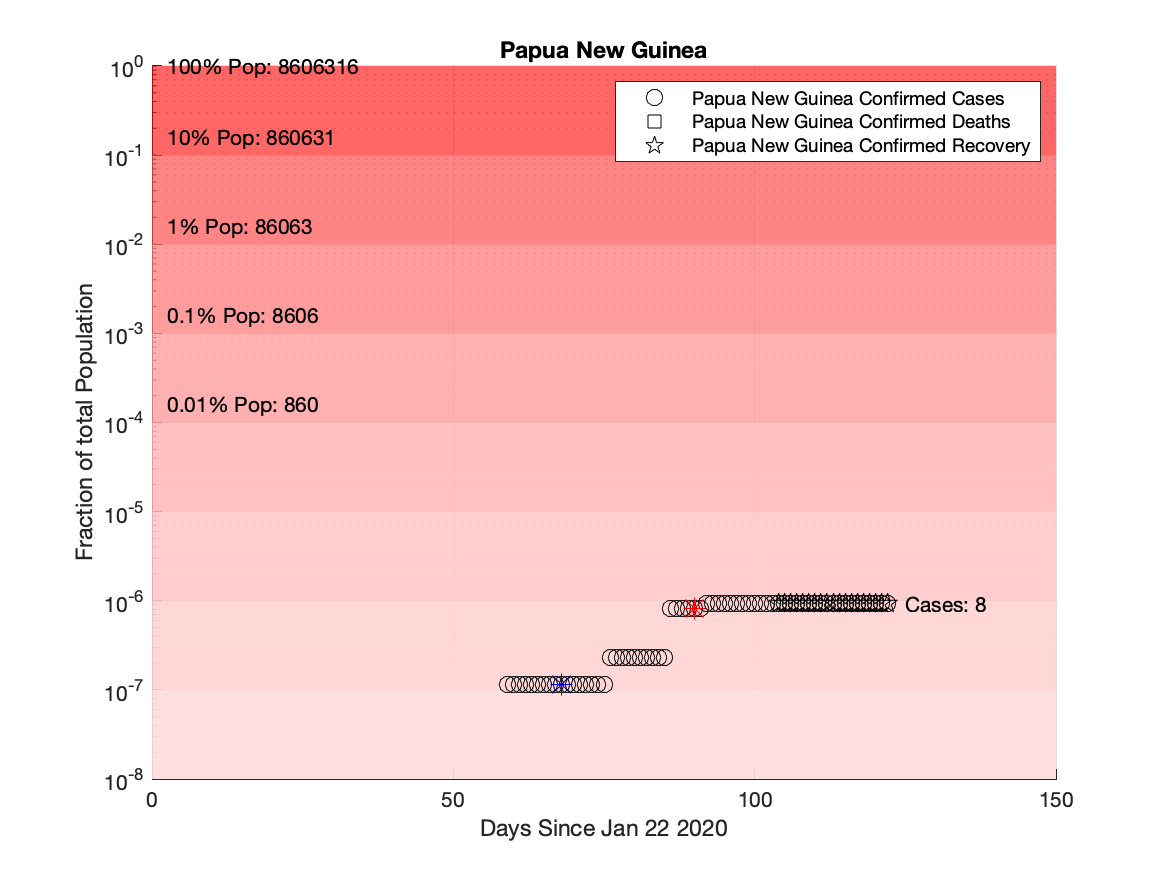 Papua New Guinea
10^0
100% Pop: 8606316
Papua New Guinea Confirmed Cases
Papua New Guinea Confirmed Deaths
Papua New Guinea Confirmed Recovery
10% Pop: 860631
10^-1
1% Pop: 86063
10^-2
0.1% Pop: 8606
10^-3
0.01% Pop: 860
10^-4
10^-5
10^-6
Cases: 8
10^-7
10^-8
Fraction of total Population
0 50 100 150
Days Since Jan 22 2020